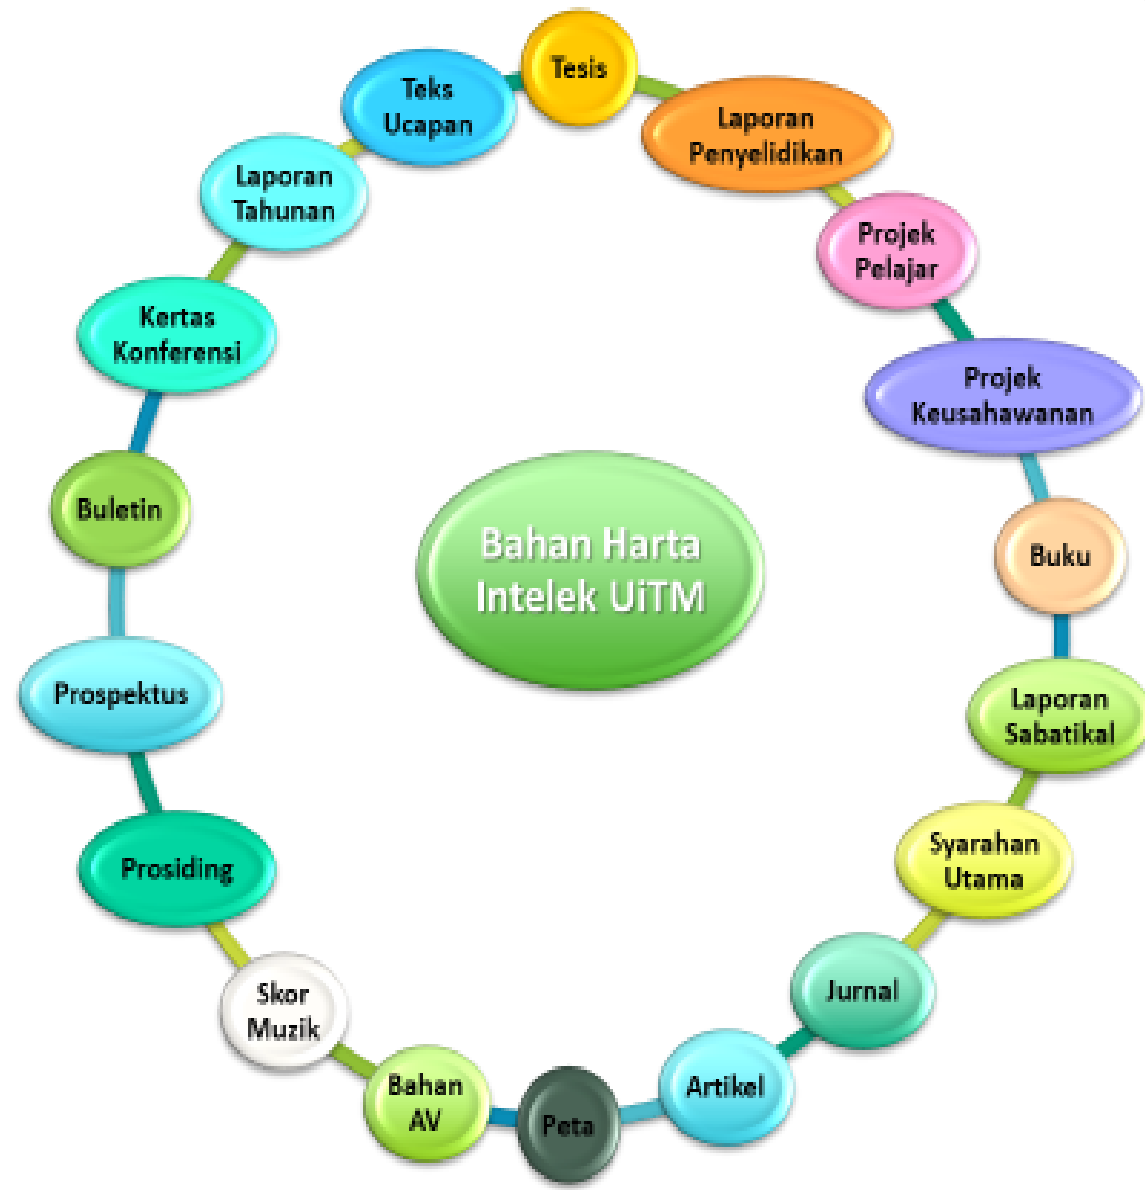 Tesis
Laporan
Penyelidikan
Projek
Pelajar
Projek
Keusahawanan
Buku
Laporan
Sabatikal
Syarahan
Utama
Jurnal
Artikel
Peta
Bahan
AV
Skor
Muzik
Prosiding
Prospektus
Buletin
Kertas
Konferensi
Laporan
Tahunan
Teks
Ucapan
Bahan Harta
Intelek UiTM